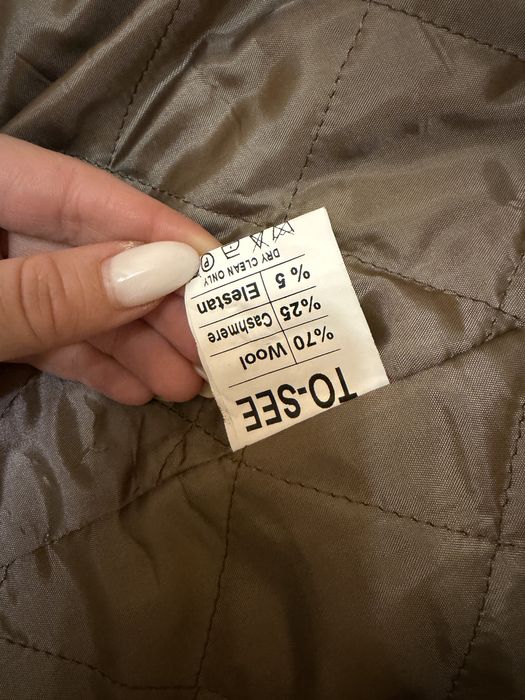 TO-SEE
%70 Wool
%25 Cashmere
% 5 Elestan
DRY CLEAN ONLY
P